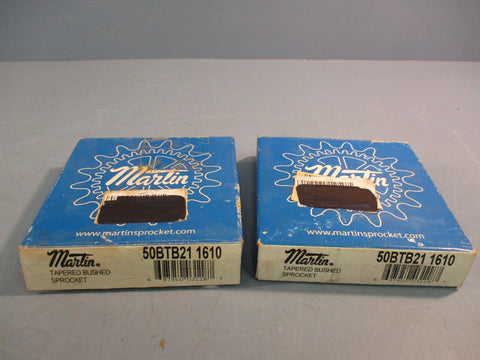 Martin
www.martinsprocket.com
Martin
50BTB21 1610
TAPERED BUSHED
SPROCKET
Martin
www.martinsprocket.com
Martin
50BTB21 1610
TAPERED BUSHED
SPROCKET